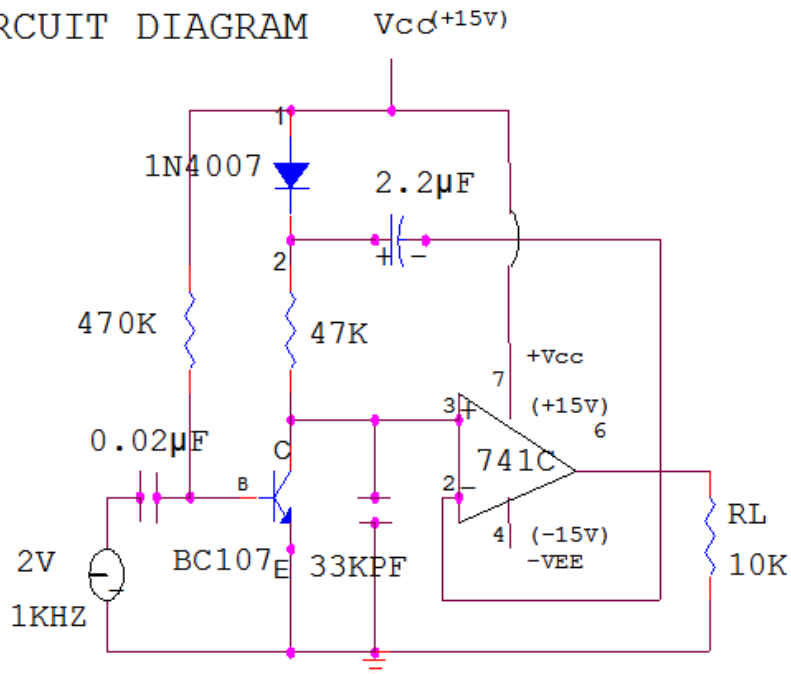 RCUIT DIAGRAM
Vcc(+15V)
1
1N4007
2.2µF
+ −
2
470K
47K
+Vcc
7
(+15V)
3
+
6
0.02µF
C
741C
B
2
−
RL
4
(-15V)
2V
BC107
E
33KPF
-VEE
10K
1KHZ